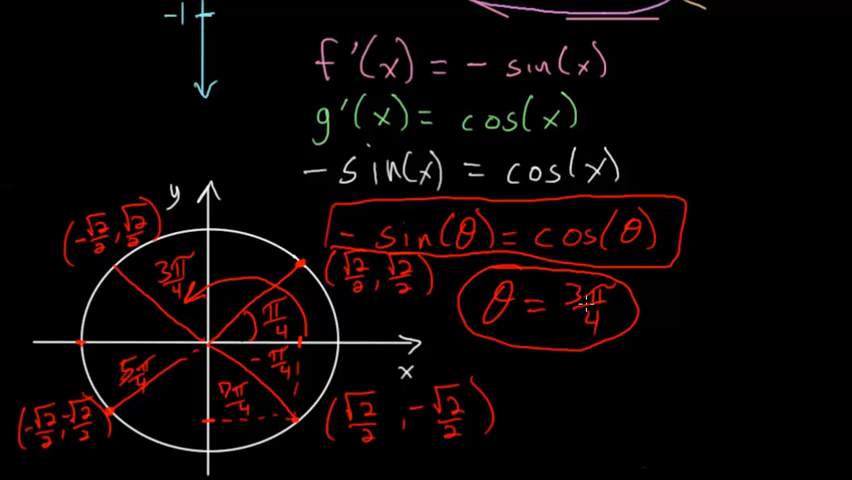 -1
f'(x) = - sin(x)
g'(x) = cos(x)
-sin(x) = cos(x)
y
(-√2/2, √2/2)
- sin(θ) = cos(θ)
3π/4
(√2/2, √2/2)
θ = 3π/4
π/4
x
5π/4
-π/4
7π/4
(-√2/2, -√2/2)
(√2/2, -√2/2)